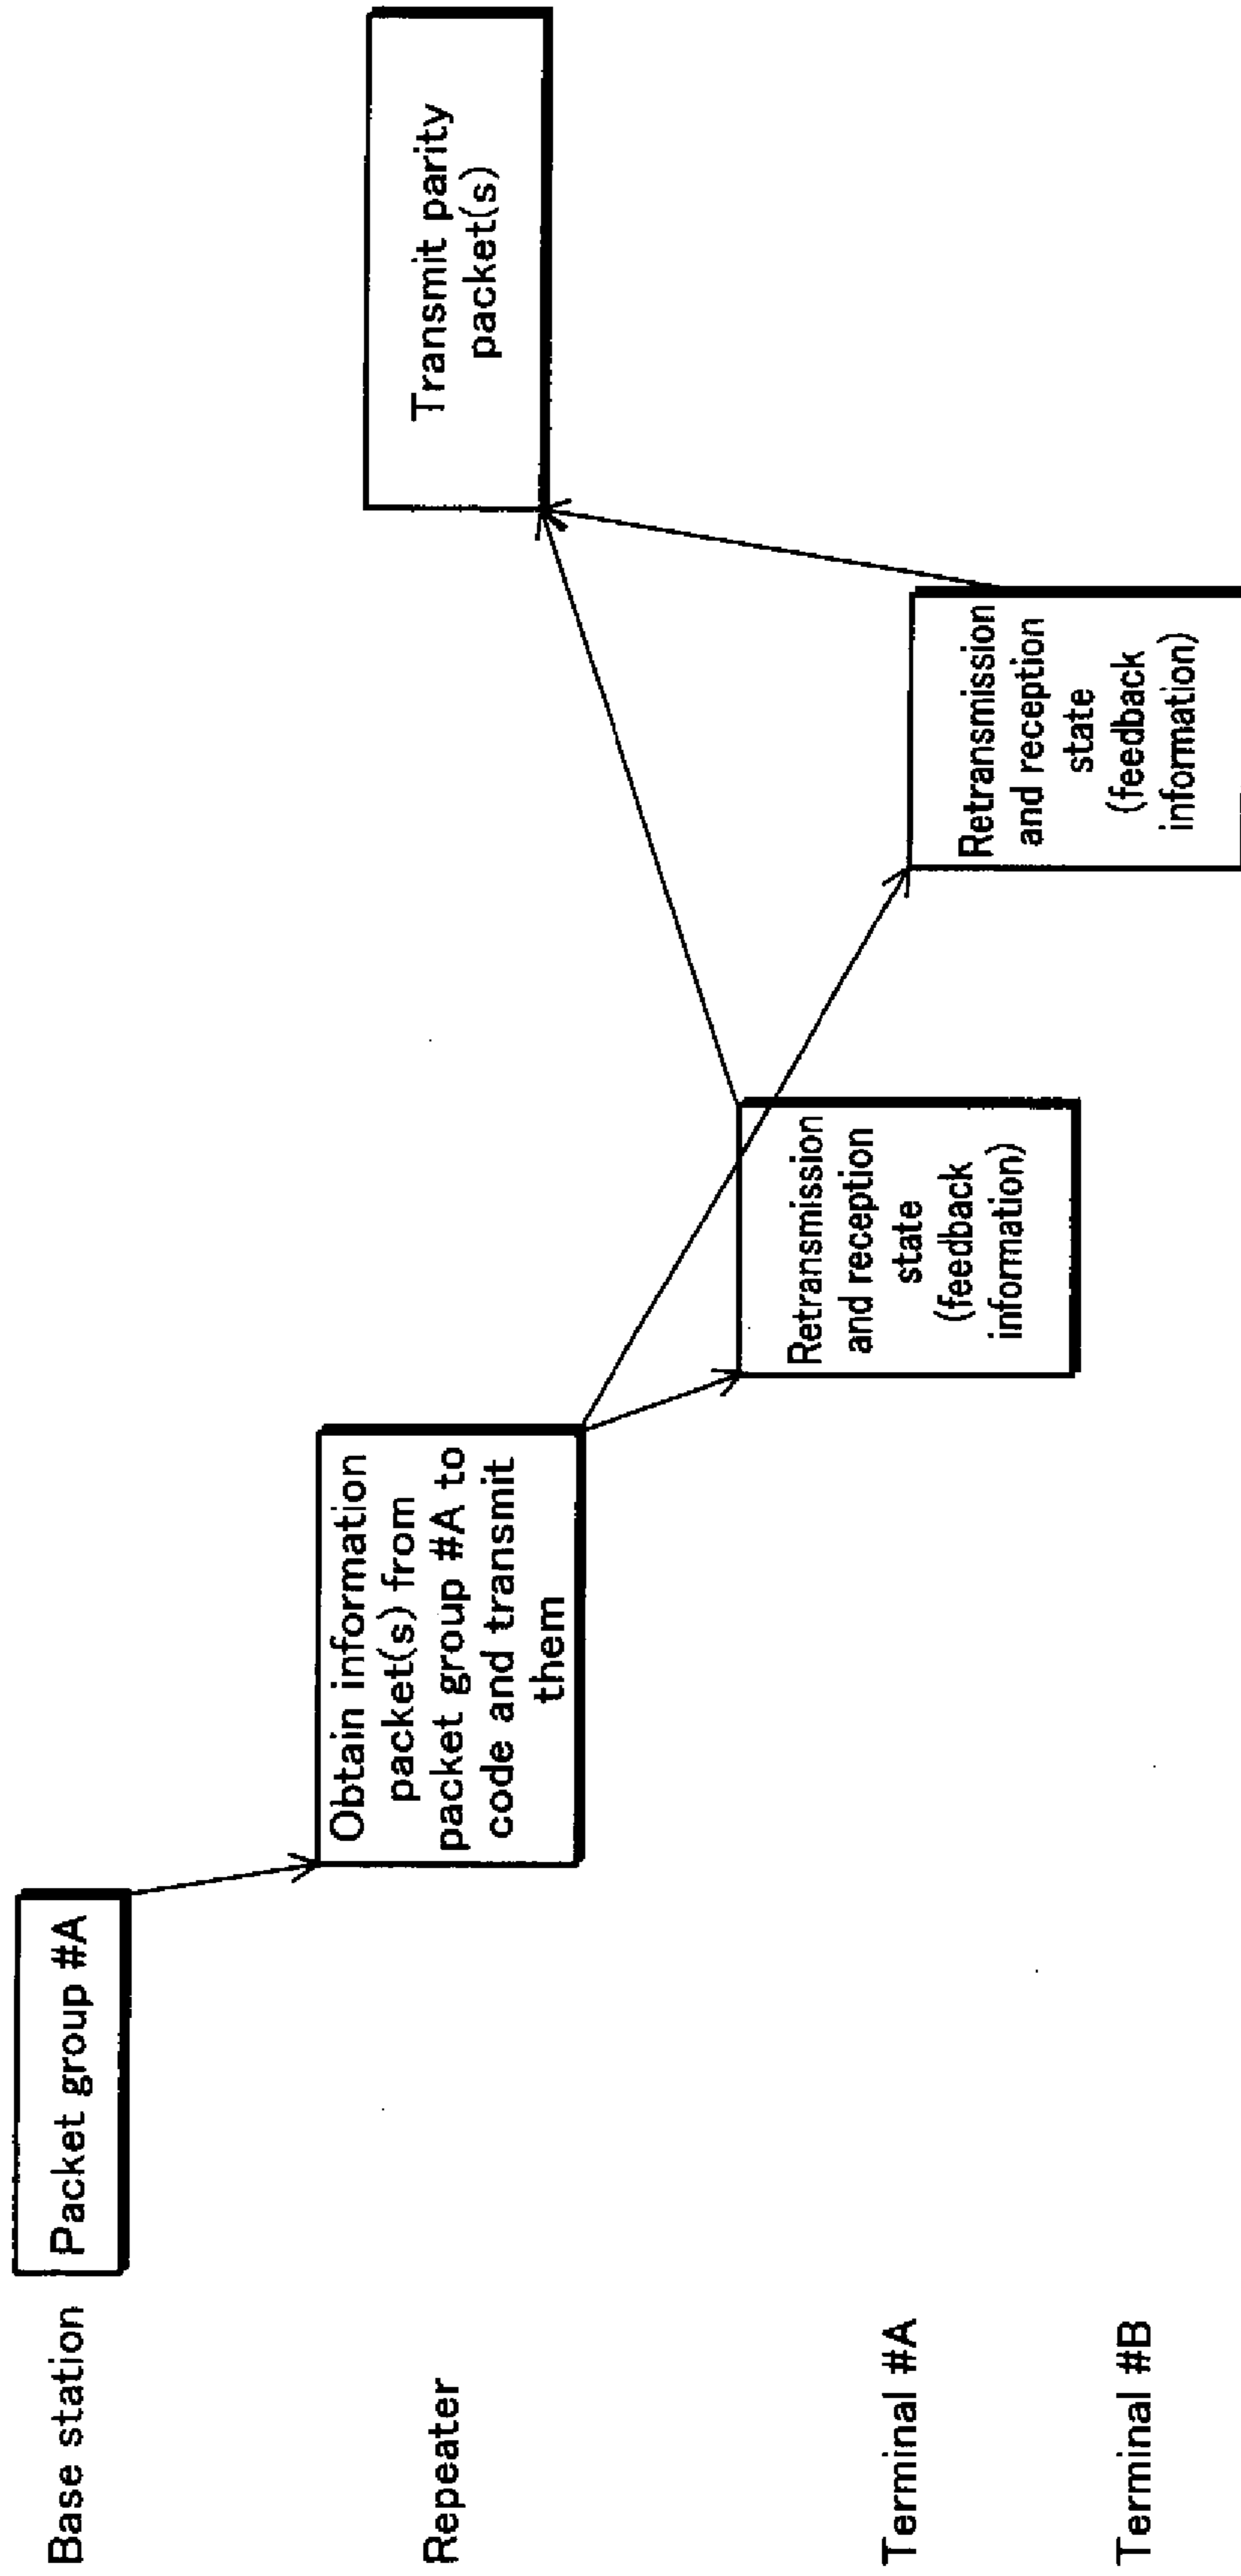 Base station
Packet group #A
Repeater
Obtain information
packet(s) from
packet group #A to
code and transmit
them
Transmit parity
packet(s)
Terminal #A
Retransmission
and reception
state
(feedback
information)
Terminal #B
Retransmission
and reception
state
(feedback
information)